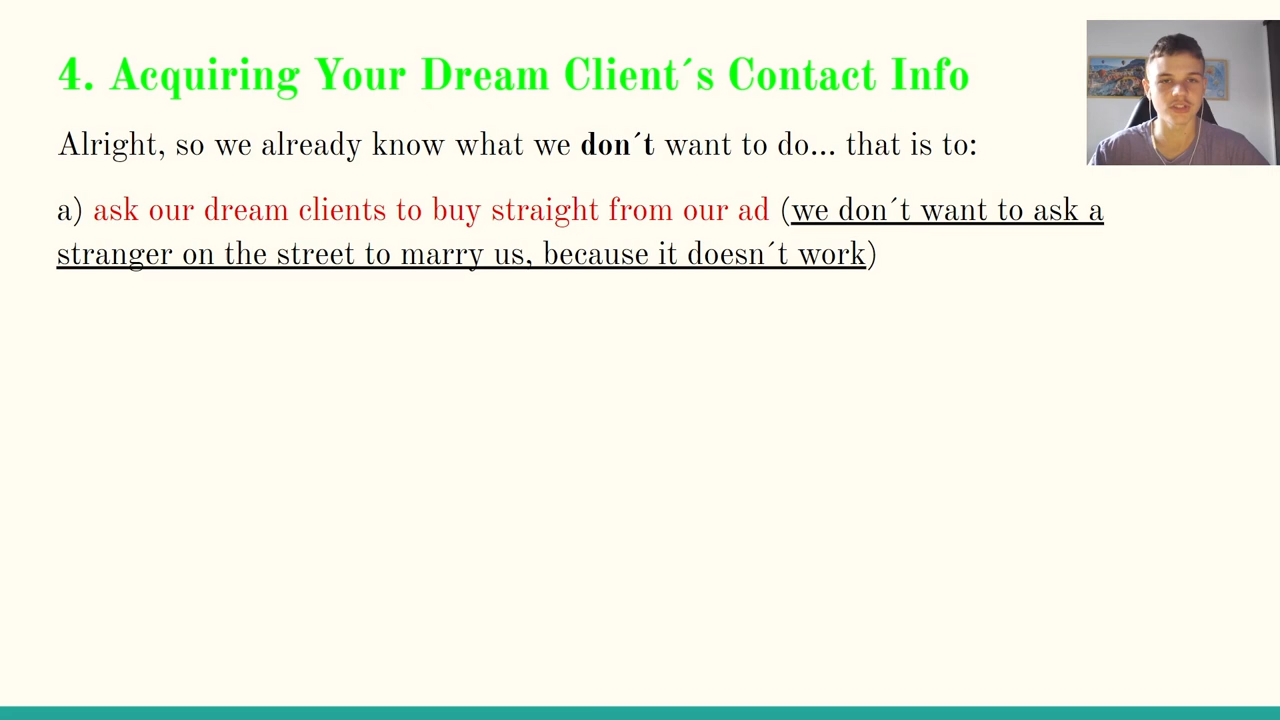 4. Acquiring Your Dream Client´s Contact Info
Alright, so we already know what we don´t want to do... that is to:
a) ask our dream clients to buy straight from our ad (we don´t want to ask a
stranger on the street to marry us, because it doesn´t work)